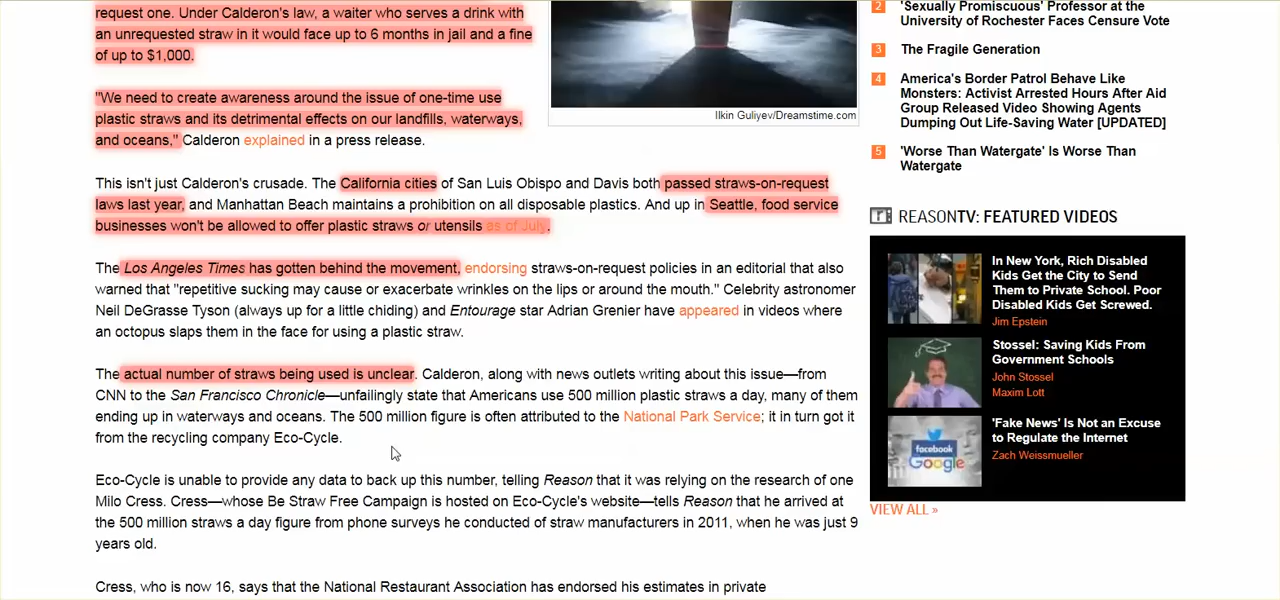 request one. Under Calderon's law, a waiter who serves a drink with
an unrequested straw in it would face up to 6 months in jail and a fine
of up to $1,000.
"We need to create awareness around the issue of one-time use
plastic straws and its detrimental effects on our landfills, waterways,
and oceans," Calderon explained in a press release.
Ilkin Guliyev/Dreamstime.com
This isn't just Calderon's crusade. The California cities of San Luis Obispo and Davis both passed straws-on-request
laws last year, and Manhattan Beach maintains a prohibition on all disposable plastics. And up in Seattle, food service
businesses won't be allowed to offer plastic straws or utensils as of July.
The Los Angeles Times has gotten behind the movement, endorsing straws-on-request policies in an editorial that also
warned that "repetitive sucking may cause or exacerbate wrinkles on the lips or around the mouth." Celebrity astronomer
Neil DeGrasse Tyson (always up for a little chiding) and Entourage star Adrian Grenier have appeared in videos where
an octopus slaps them in the face for using a plastic straw.
The actual number of straws being used is unclear. Calderon, along with news outlets writing about this issue—from
CNN to the San Francisco Chronicle—unfailingly state that Americans use 500 million plastic straws a day, many of them
ending up in waterways and oceans. The 500 million figure is often attributed to the National Park Service; it in turn got it
from the recycling company Eco-Cycle.
Eco-Cycle is unable to provide any data to back up this number, telling Reason that it was relying on the research of one
Milo Cress. Cress—whose Be Straw Free Campaign is hosted on Eco-Cycle's website—tells Reason that he arrived at
the 500 million straws a day figure from phone surveys he conducted of straw manufacturers in 2011, when he was just 9
years old.
Cress, who is now 16, says that the National Restaurant Association has endorsed his estimates in private
2 'Sexually Promiscuous' Professor at the
University of Rochester Faces Censure Vote
3 The Fragile Generation
4 America's Border Patrol Behave Like
Monsters: Activist Arrested Hours After Aid
Group Released Video Showing Agents
Dumping Out Life-Saving Water [UPDATED]
5 'Worse Than Watergate' Is Worse Than
Watergate
r REASONTV: FEATURED VIDEOS
In New York, Rich Disabled
Kids Get the City to Send
Them to Private School. Poor
Disabled Kids Get Screwed.
Jim Epstein
Stossel: Saving Kids From
Government Schools
John Stossel
Maxim Lott
'Fake News' Is Not an Excuse
to Regulate the Internet
Zach Weissmueller
facebook
Google
VIEW ALL »